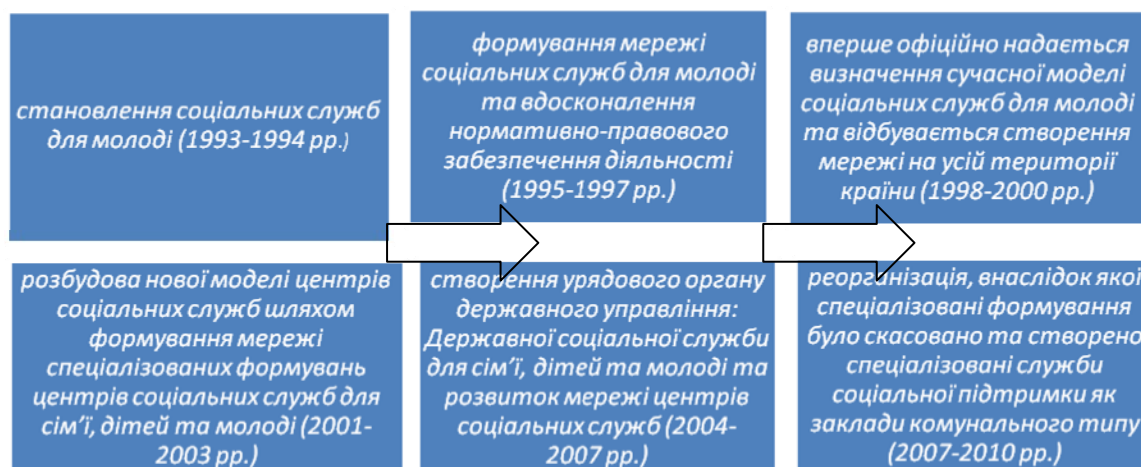 становлення соціальних служб
для молоді (1993-1994 рр.)
формування мережі
соціальних служб для молоді
та вдосконалення
нормативно-правового
забезпечення діяльності
(1995-1997 рр.)
вперше офіційно надається
визначення сучасної моделі
соціальних служб для молоді
та відбувається створення
мережі на усій території
країни (1998-2000 рр.)
розбудова нової моделі центрів
соціальних служб шляхом
формування мережі
спеціалізованих формувань
центрів соціальних служб для
сім’ї, дітей та молоді (2001-
2003 рр.)
створення урядового органу
державного управління:
Державної соціальної служби
для сім’ї, дітей та молоді та
розвиток мережі центрів
соціальних служб (2004-
2007 рр.)
реорганізація, внаслідок якої
спеціалізовані формування
було скасовано та створено
спеціалізовані служби
соціальної підтримки як
заклади комунального типу
(2007-2010 рр.)